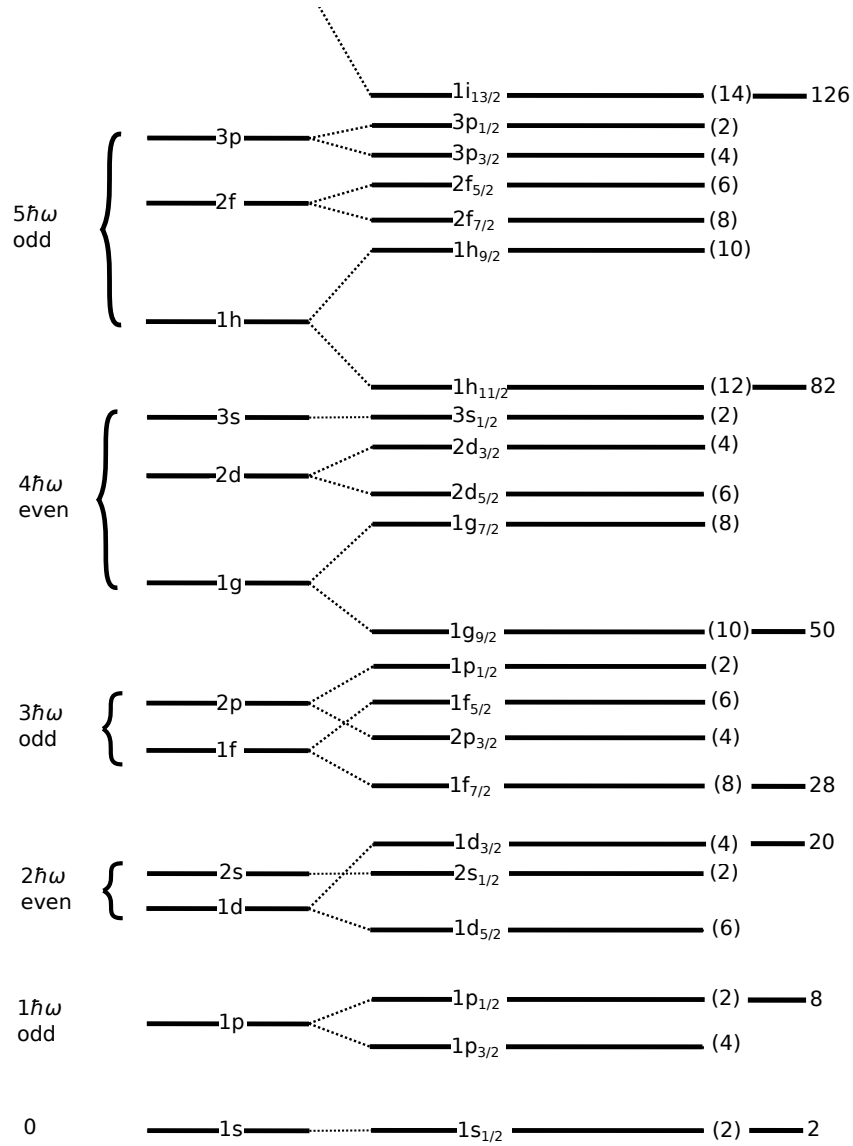 1i13/2 (14) 126
3p 3p1/2 (2)
3p3/2 (4)
2f 2f5/2 (6)
5ħω
odd
2f7/2 (8)
1h9/2 (10)
1h
1h11/2 (12) 82
3s 3s1/2 (2)
2d3/2 (4)
2d
4ħω
even
2d5/2 (6)
1g7/2 (8)
1g
1g9/2 (10) 50
1p1/2 (2)
2p 1f5/2 (6)
3ħω
odd
2p3/2 (4)
1f
1f7/2 (8) 28
1d3/2 (4) 20
2s 2s1/2 (2)
2ħω
even
1d
1d5/2 (6)
1p1/2 (2) 8
1ħω
odd
1p
1p3/2 (4)
0 1s 1s1/2 (2) 2